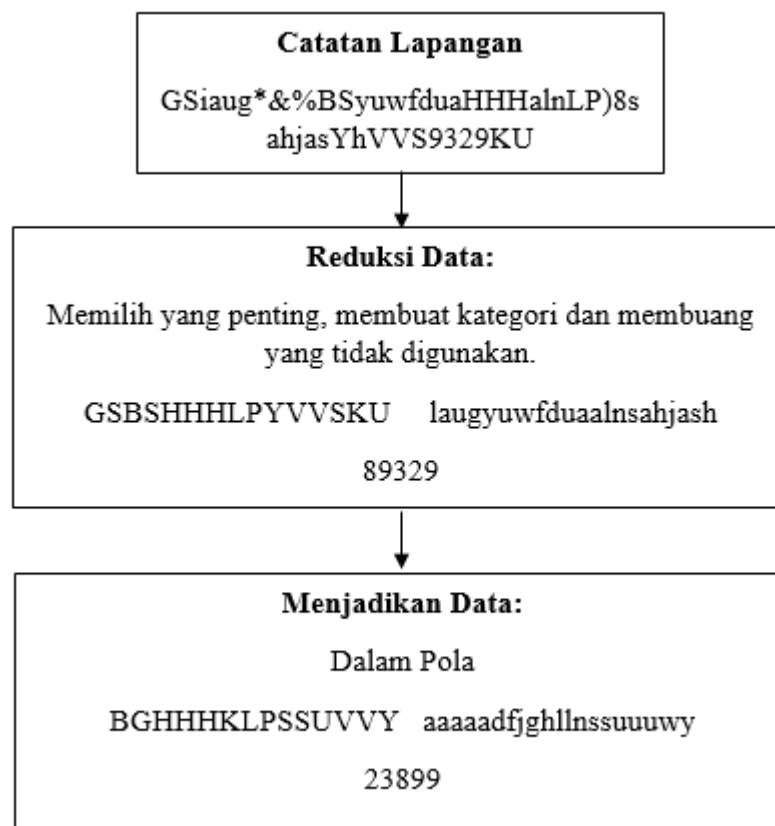 Catatan Lapangan
GSiaug*&%BSyuwfduaHHHalnLP)8s
ahjasYhVVS9329KU
Reduksi Data:
Memilih yang penting, membuat kategori dan membuang
yang tidak digunakan.
GSBSHHHLPYVVSKU laugyuwfduaalnsahjash
89329
Menjadikan Data:
Dalam Pola
BGHHHKLPSSUVVY aaaaadfjghllnssuuuwy
23899